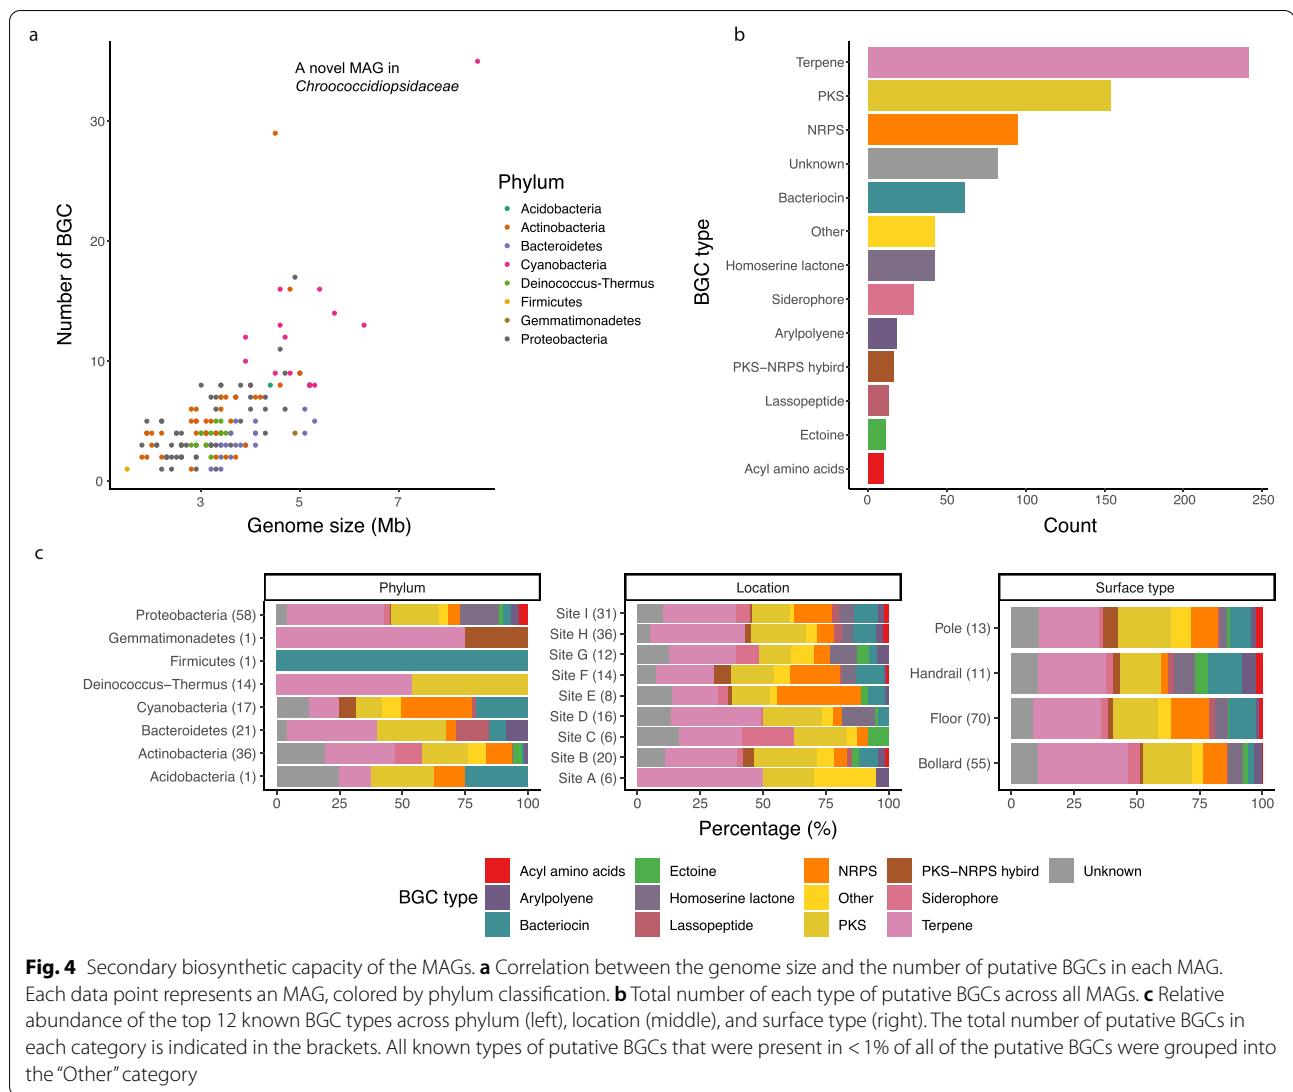 a
A novel MAG in
Chroococcidiopsidaceae
30
20
10
0
3
5
7
Number of BGC
Genome size (Mb)
Phylum
Acidobacteria
Actinobacteria
Bacteroidetes
Cyanobacteria
Deinococcus-Thermus
Firmicutes
Gemmatimonadetes
Proteobacteria
b
BGC type
Terpene
PKS
NRPS
Unknown
Bacteriocin
Other
Homoserine lactone
Siderophore
Arylpolyene
PKS−NRPS hybird
Lassopeptide
Ectoine
Acyl amino acids
0
50
100
150
200
250
Count
c
Phylum
Proteobacteria (58)
Gemmatimonadetes (1)
Firmicutes (1)
Deinococcus−Thermus (14)
Cyanobacteria (17)
Bacteroidetes (21)
Actinobacteria (36)
Acidobacteria (1)
0
25
50
75
100
Location
Site I (31)
Site H (36)
Site G (12)
Site F (14)
Site E (8)
Site D (16)
Site C (6)
Site B (20)
Site A (6)
0
25
50
75
100
Percentage (%)
Surface type
Pole (13)
Handrail (11)
Floor (70)
Bollard (55)
0
25
50
75
100
BGC type
Acyl amino acids
Arylpolyene
Bacteriocin
Ectoine
Homoserine lactone
Lassopeptide
NRPS
Other
PKS
PKS−NRPS hybird
Siderophore
Terpene
Unknown
Fig. 4 Secondary biosynthetic capacity of the MAGs. a Correlation between the genome size and the number of putative BGCs in each MAG.
Each data point represents an MAG, colored by phylum classification. b Total number of each type of putative BGCs across all MAGs. c Relative
abundance of the top 12 known BGC types across phylum (left), location (middle), and surface type (right). The total number of putative BGCs in
each category is indicated in the brackets. All known types of putative BGCs that were present in < 1% of all of the putative BGCs were grouped into
the “Other” category